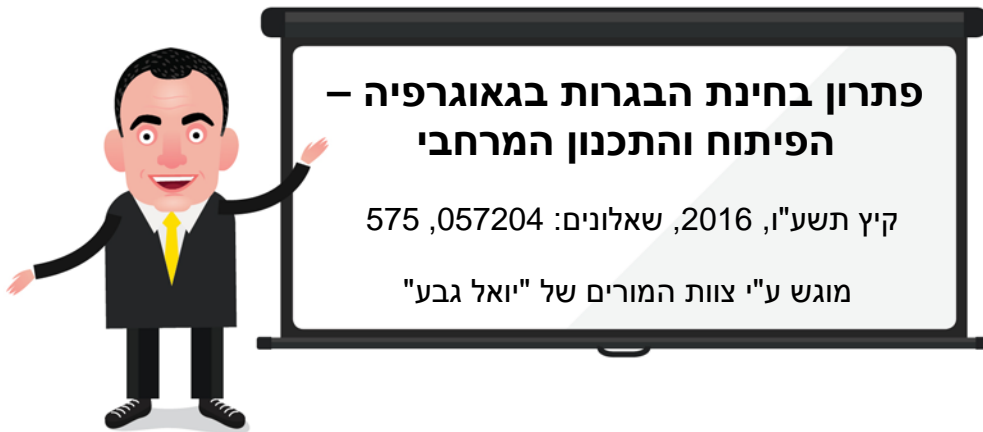 פתרון בחינת הבגרות בגאוגרפיה –
הפיתוח והתכנון המרחבי
קיץ תשע"ו, 2016, שאלונים: 057204, 575
מוגש ע"י צוות המורים של "יואל גבע"